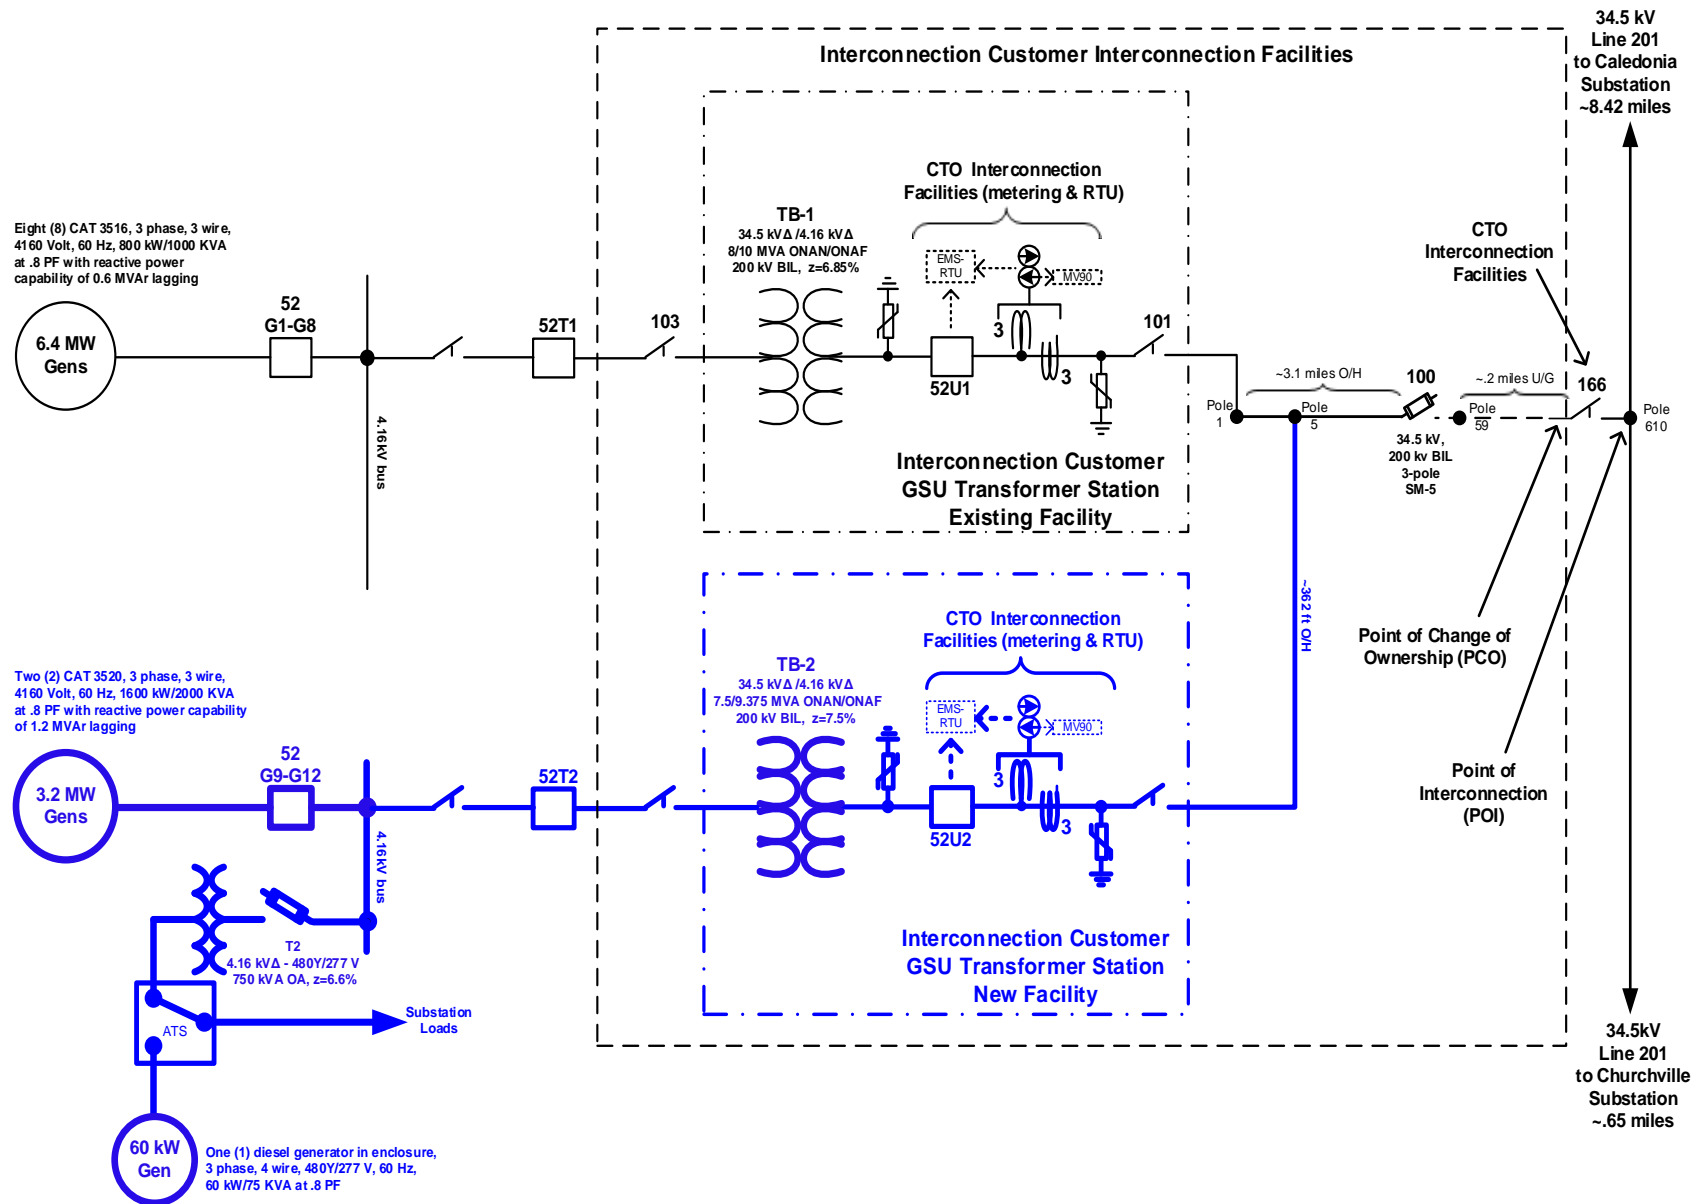 34.5 kV
Line 201
to Caledonia
Substation
~8.42 miles
Interconnection Customer Interconnection Facilities
CTO Interconnection
Facilities (metering & RTU)
TB-1
34.5 kVΔ /4.16 kVΔ
8/10 MVA ONAN/ONAF
200 kV BIL, z=6.85%
EMS-
RTU
MV90
CTO
Interconnection
Facilities
Eight (8) CAT 3516, 3 phase, 3 wire,
4160 Volt, 60 Hz, 800 kW/1000 KVA
at .8 PF with reactive power
capability of 0.6 MVAr lagging
6.4 MW
Gens
52
G1-G8
52T1
103
3
3
101
52U1
4.16 kV bus
~3.1 miles O/H
100
~.2 miles U/G
166
Pole
1
Pole
5
Pole
59
Pole
610
34.5 kV,
200 kv BIL
3-pole
SM-5
Interconnection Customer
GSU Transformer Station
Existing Facility
~362 ft O/H
Point of Change of
Ownership (PCO)
Point of
Interconnection
(POI)
CTO Interconnection
Facilities (metering & RTU)
TB-2
34.5 kVΔ /4.16 kVΔ
7.5/9.375 MVA ONAN/ONAF
200 kV BIL, z=7.5%
EMS-
RTU
MV90
Two (2) CAT 3520, 3 phase, 3 wire,
4160 Volt, 60 Hz, 1600 kW/2000 KVA
at .8 PF with reactive power capability
of 1.2 MVAr lagging
3.2 MW
Gens
52
G9-G12
52T2
3
3
52U2
4.16 kV bus
T2
4.16 kVΔ - 480Y/277 V
750 kVA OA, z=6.6%
Interconnection Customer
GSU Transformer Station
New Facility
ATS
Substation
Loads
60 kW
Gen
One (1) diesel generator in enclosure,
3 phase, 4 wire, 480Y/277 V, 60 Hz,
60 kW/75 KVA at .8 PF
34.5kV
Line 201
to Churchville
Substation
~.65 miles